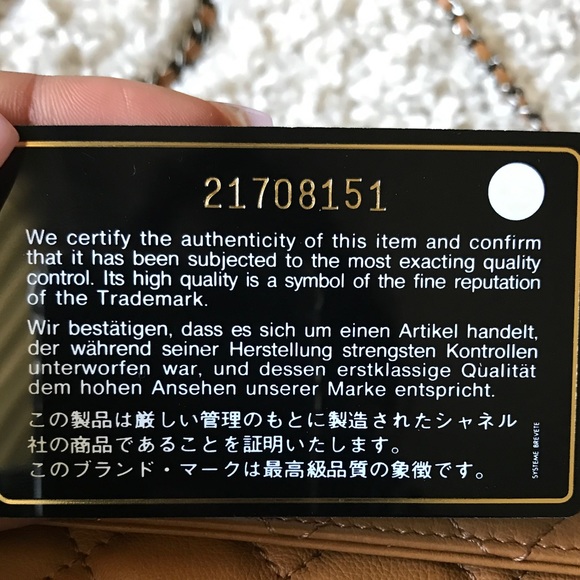 21708151
We certify the authenticity of this item and confirm
that it has been subjected to the most exacting quality
control. Its high quality is a symbol of the fine reputation
of the Trademark.
Wir bestätigen, dass es sich um einen Artikel handelt,
der während seiner Herstellung strengsten Kontrollen
unterworfen war, und dessen erstklassige Qualität
dem hohen Ansehen unserer Marke entspricht.
この製品は厳しい管理のもとに製造されたシャネル
社の商品であることを証明いたします。
このブランド・マークは最高級品質の象徴です。
SYSTEME BREVETE